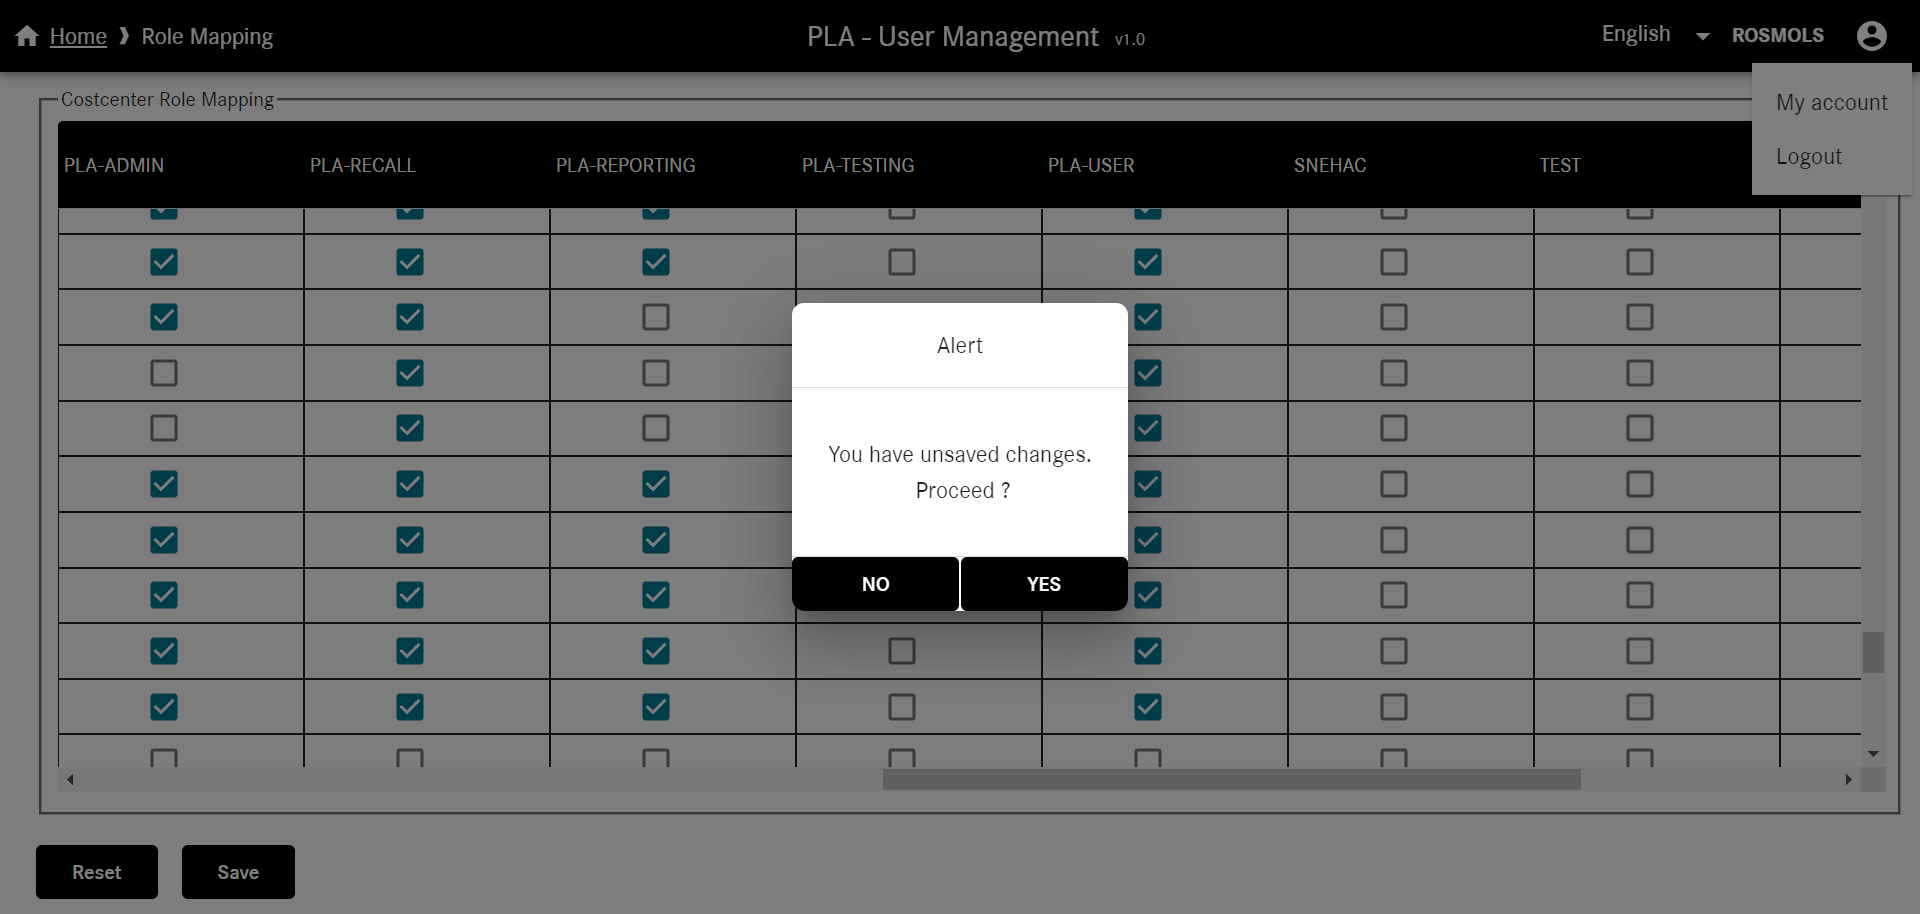 Home ❱ Role Mapping
PLA - User Management v1.0
English
ROSMOLS
My account
Logout
Costcenter Role Mapping
PLA-ADMIN PLA-RECALL PLA-REPORTING PLA-TESTING PLA-USER SNEHAC TEST
Alert
You have unsaved changes.
Proceed ?
NO YES
Reset Save